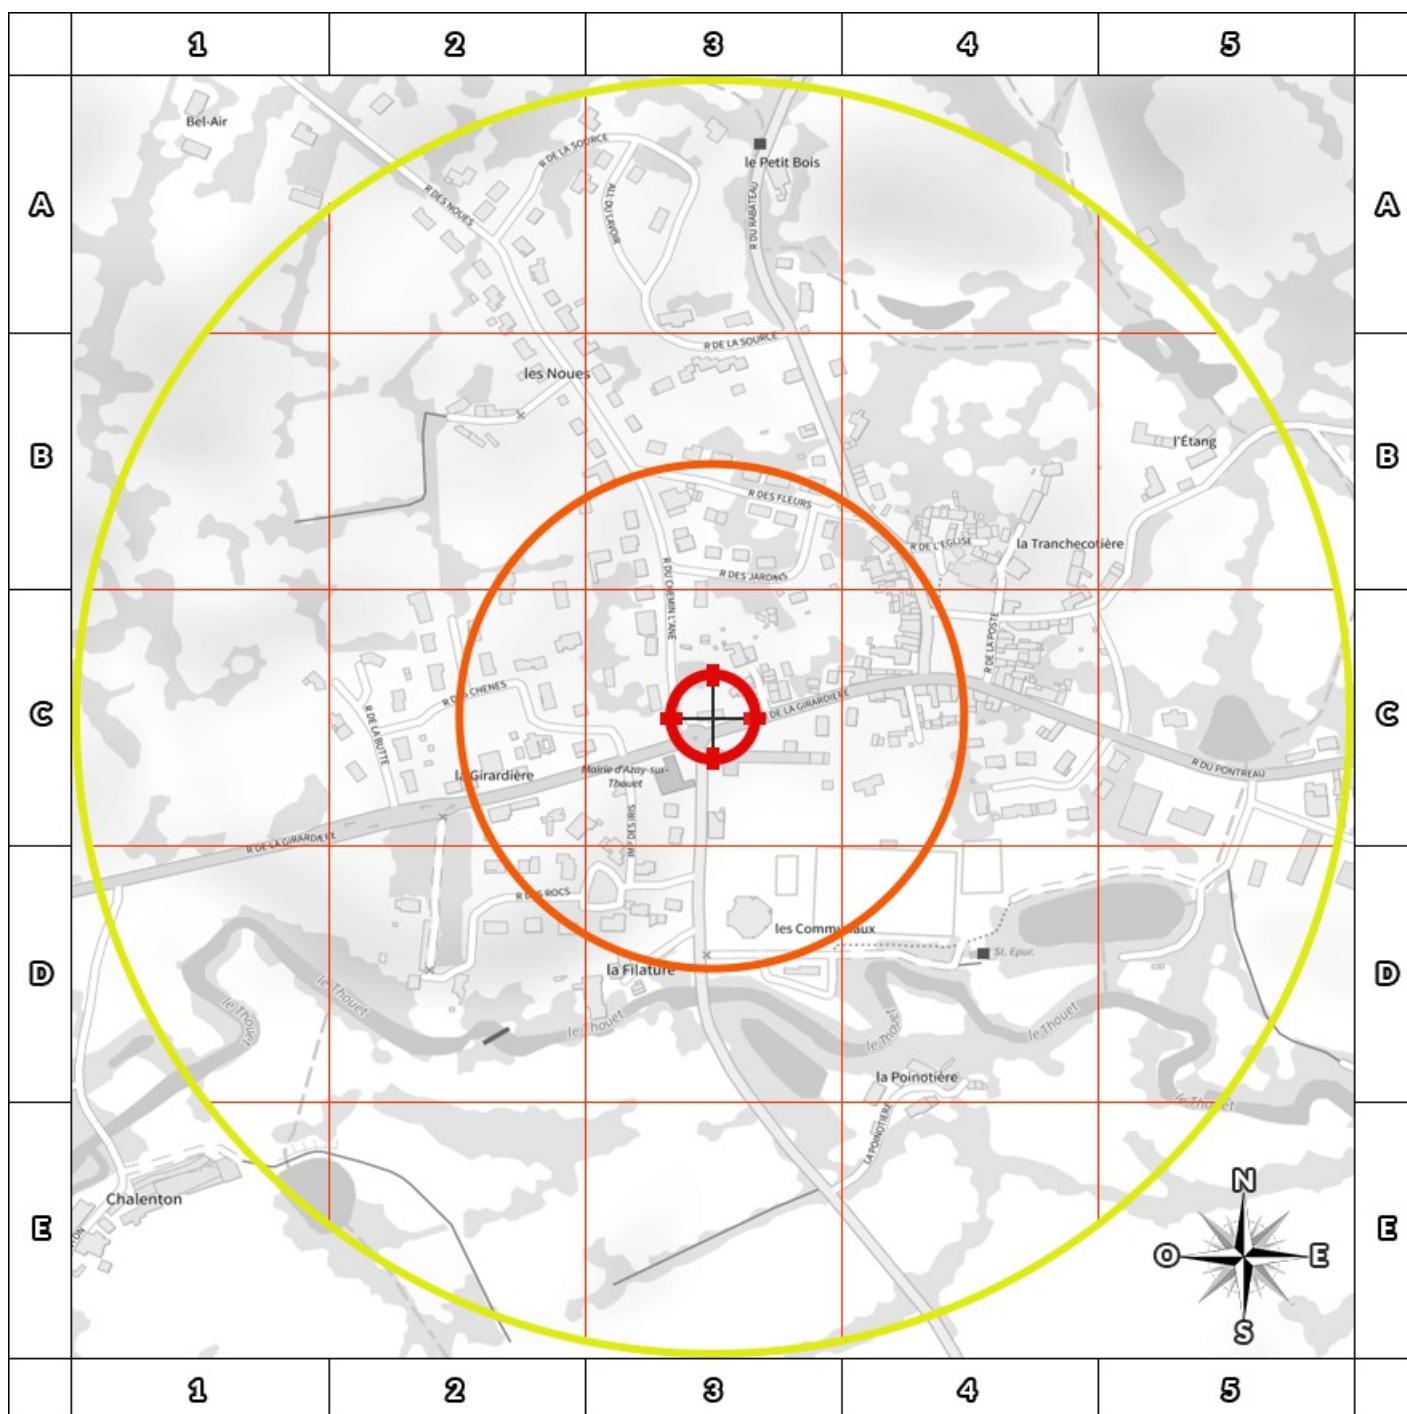 1 2 3 4 5
Bel-Air
R DE LA SOURCE
le Petit Bois
A
R DES NOUES
ALL DU LAVOIR
R DU RABATEAU
A
R DE LA SOURCE
les Noues
B
l'Étang
B
R DES FLEURS
R DE L'EGLISE
la Tranchecotière
R DES JARDINS
R DU CHEMIN L'ANE
R DE LA POSTE
R DES CHENES
C
R DE LA BUTTE
DE LA GIRARDIERE
C
la Girardière
Mairie d'Azay-sur-
Thouet
R DU PONTREAU
IMP DES IRIS
R DE LA GIRARDIERE
R DES ROCS
les Communaux
St. Epur.
D
la Filature
D
le Thouet
le Thouet
le Thouet
le Thouet
le Thouet
la Poinotière
le Thouet
LA POINOTIERE
Chalenton
TON
N
E
O
E
E
S
1 2 3 4 5